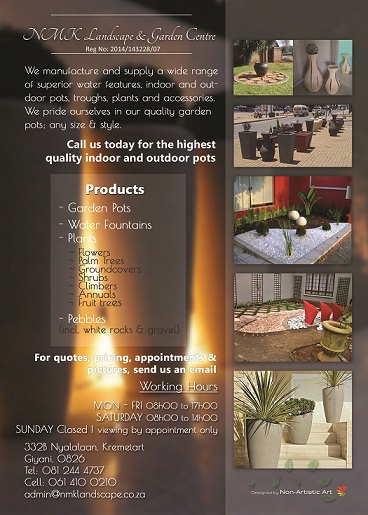 NMK Landscape & Garden Centre
Reg No: 2014/143228/07
We manufacture and supply a wide range
of superior water features, indoor and out-
door pots, troughs, plants and accessories.
We pride ourselves in our quality garden
pots; any size & style.
Call us today for the highest
quality indoor and outdoor pots
Products
- Garden Pots
- Water Fountains
- Plants
- Flowers
- Palm Trees
- Groundcovers
- Shrubs
- Climbers
- Annuals
- Fruit trees
- Pebbles
(incl. white rocks & gravel)
For quotes, pricing, appointments &
pictures, send us an email
Working Hours
MON - FRI 08h00 to 17h00
SATURDAY 08h00 to 14h00
SUNDAY Closed | viewing by appointment only
332B Nyalalaan, Kremetart
Giyani, 0826
Tel: 081 244 4737
Cell: 061 410 0210
admin@nmklandscape.co.za
Designed by Non-Artistic Art